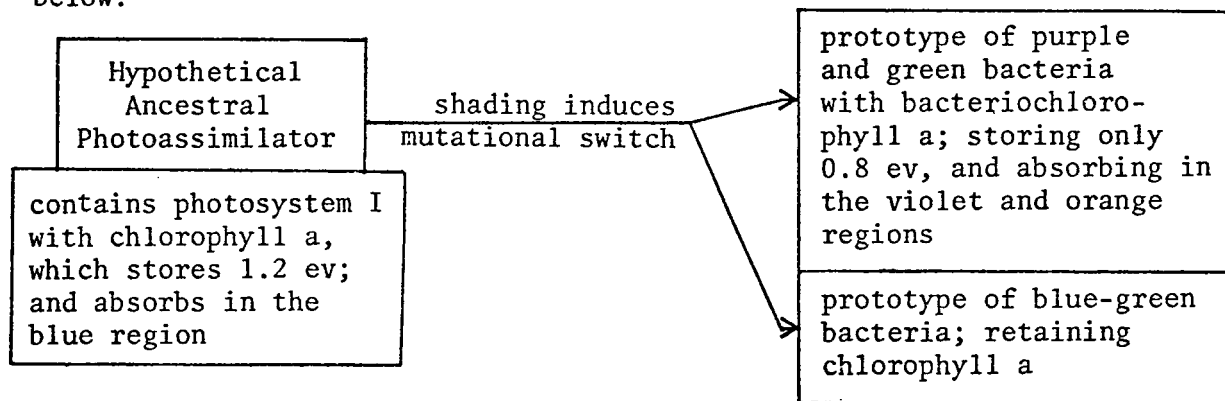 below.
Hypothetical
Ancestral
Photoassimilator
contains photosystem I
with chlorophyll a,
which stores 1.2 ev;
and absorbs in the
blue region
shading induces
mutational switch
prototype of purple
and green bacteria
with bacteriochloro-
phyll a; storing only
0.8 ev, and absorbing in
the violet and orange
regions
prototype of blue-green
bacteria; retaining
chlorophyll a